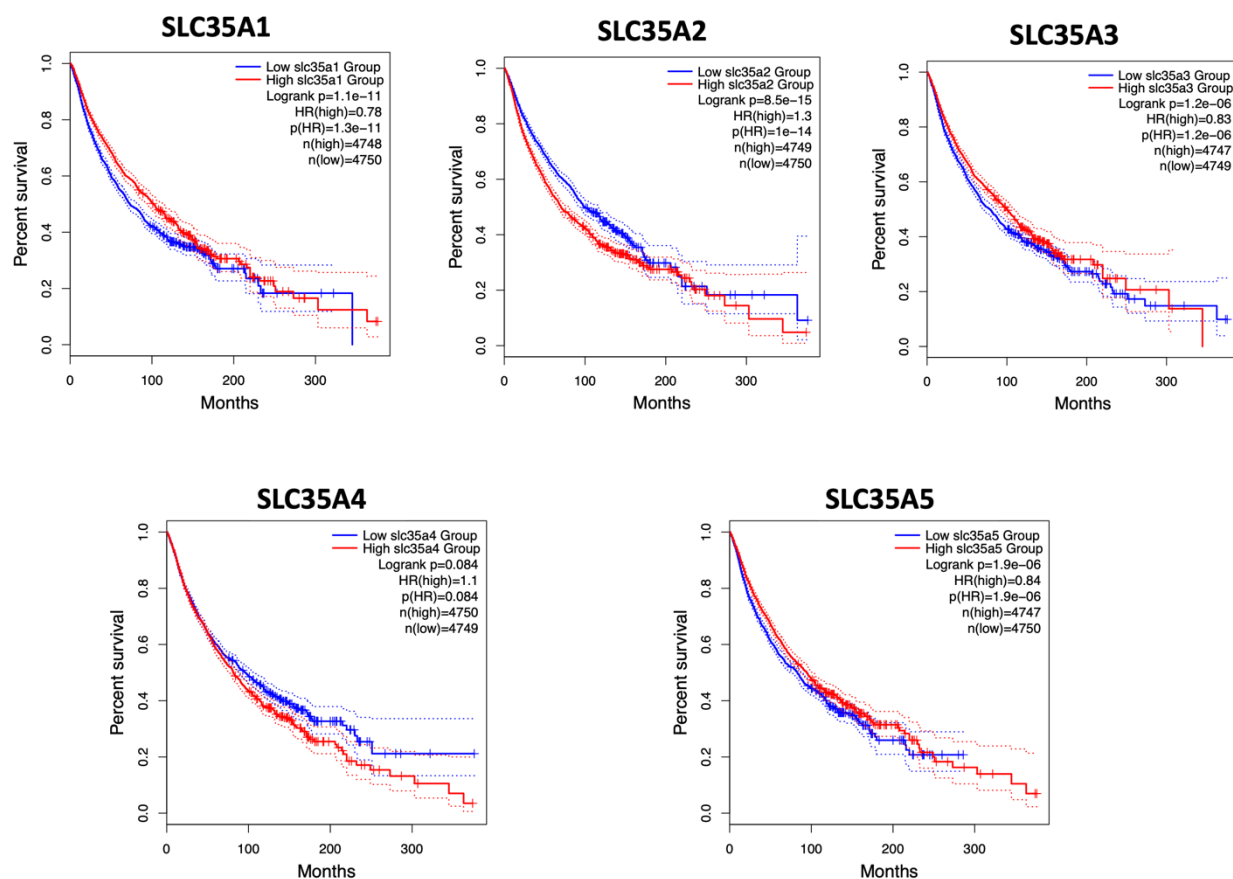 SLC35A1
Low slc35a1 Group
High slc35a1 Group
Logrank p=1.1e-11
HR(high)=0.78
p(HR)=1.3e-11
n(high)=4748
n(low)=4750
Percent survival
1.0
0.8
0.6
0.4
0.2
0.0
0 100 200 300
Months
SLC35A2
Low slc35a2 Group
High slc35a2 Group
Logrank p=8.5e-15
HR(high)=1.3
p(HR)=1e-14
n(high)=4749
n(low)=4750
Percent survival
1.0
0.8
0.6
0.4
0.2
0.0
0 100 200 300
Months
SLC35A3
Low slc35a3 Group
High slc35a3 Group
Logrank p=1.2e-06
HR(high)=0.83
p(HR)=1.2e-06
n(high)=4747
n(low)=4749
Percent survival
1.0
0.8
0.6
0.4
0.2
0.0
0 100 200 300
Months
SLC35A4
Low slc35a4 Group
High slc35a4 Group
Logrank p=0.084
HR(high)=1.1
p(HR)=0.084
n(high)=4750
n(low)=4749
Percent survival
1.0
0.8
0.6
0.4
0.2
0.0
0 100 200 300
Months
SLC35A5
Low slc35a5 Group
High slc35a5 Group
Logrank p=1.9e-06
HR(high)=0.84
p(HR)=1.9e-06
n(high)=4747
n(low)=4750
Percent survival
1.0
0.8
0.6
0.4
0.2
0.0
0 100 200 300
Months